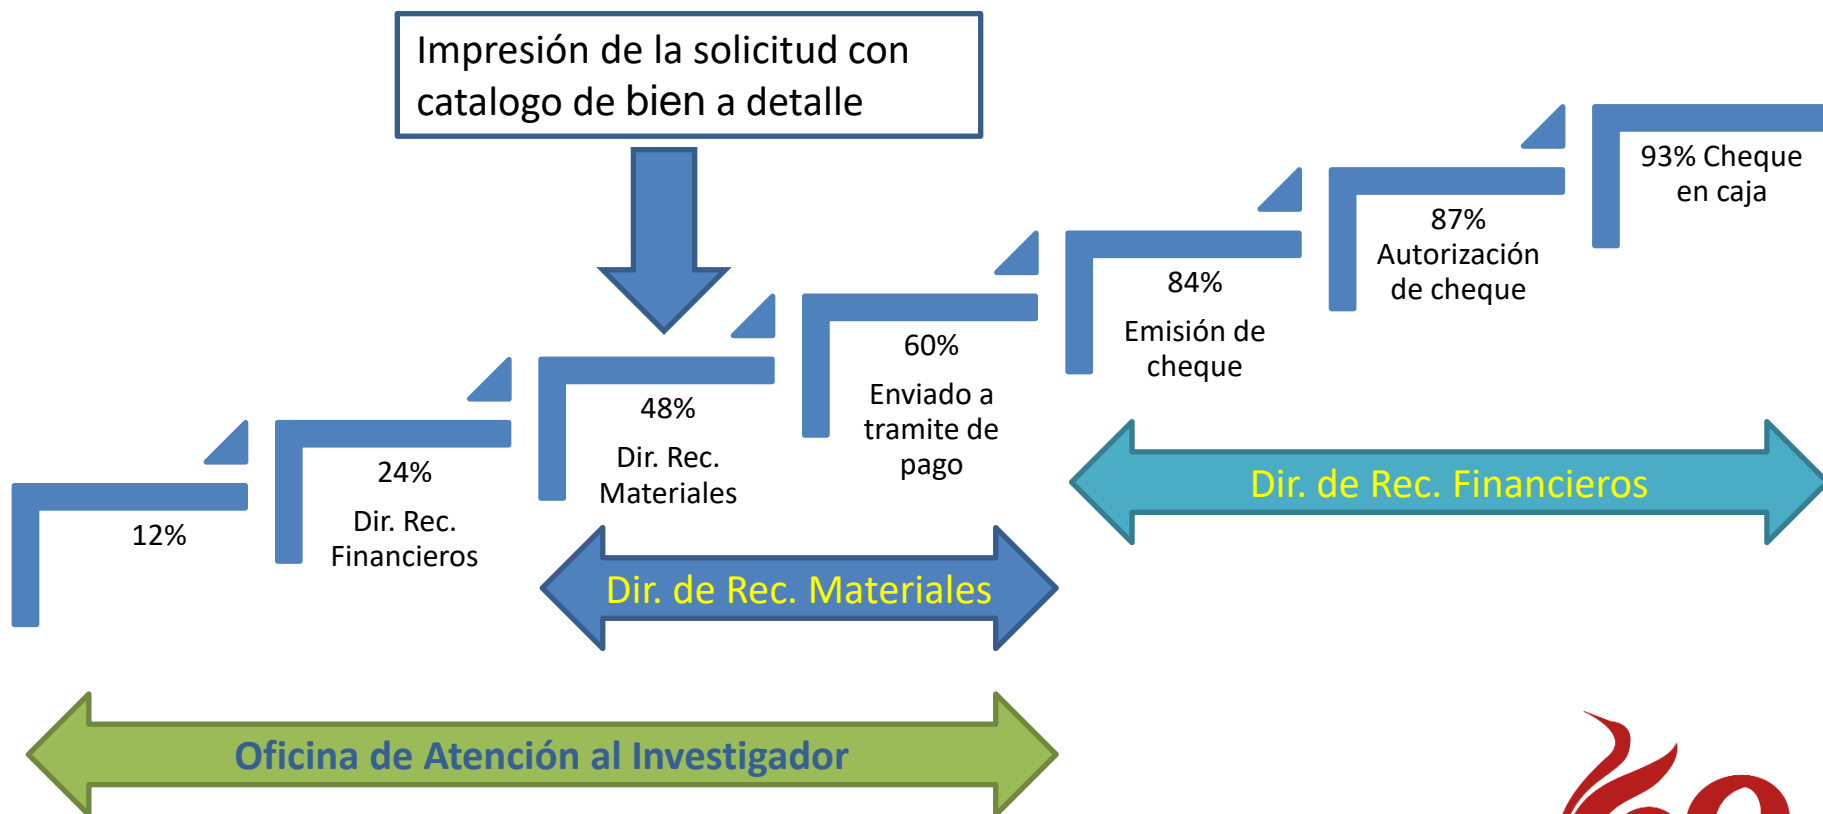 Impresión de la solicitud con
catalogo de bien a detalle
12%
24%
Dir. Rec.
Financieros
48%
Dir. Rec.
Materiales
60%
Enviado a
tramite de
pago
84%
Emisión de
cheque
87%
Autorización
de cheque
93% Cheque
en caja
Dir. de Rec. Financieros
Dir. de Rec. Materiales
Oficina de Atención al Investigador